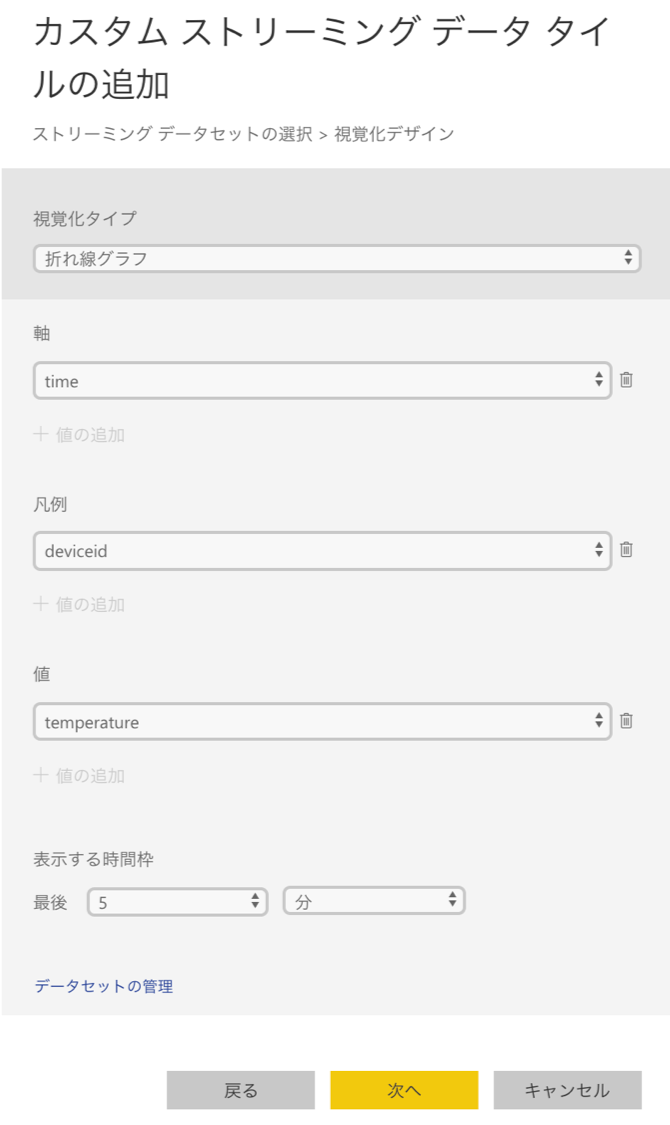 カスタム ストリーミング データ タイ
ルの追加
ストリーミング データセットの選択 > 視覚化デザイン
視覚化タイプ
折れ線グラフ
軸
time
＋ 値の追加
凡例
deviceid
＋ 値の追加
値
temperature
＋ 値の追加
表示する時間枠
最後 5 分
データセットの管理
戻る 次へ キャンセル